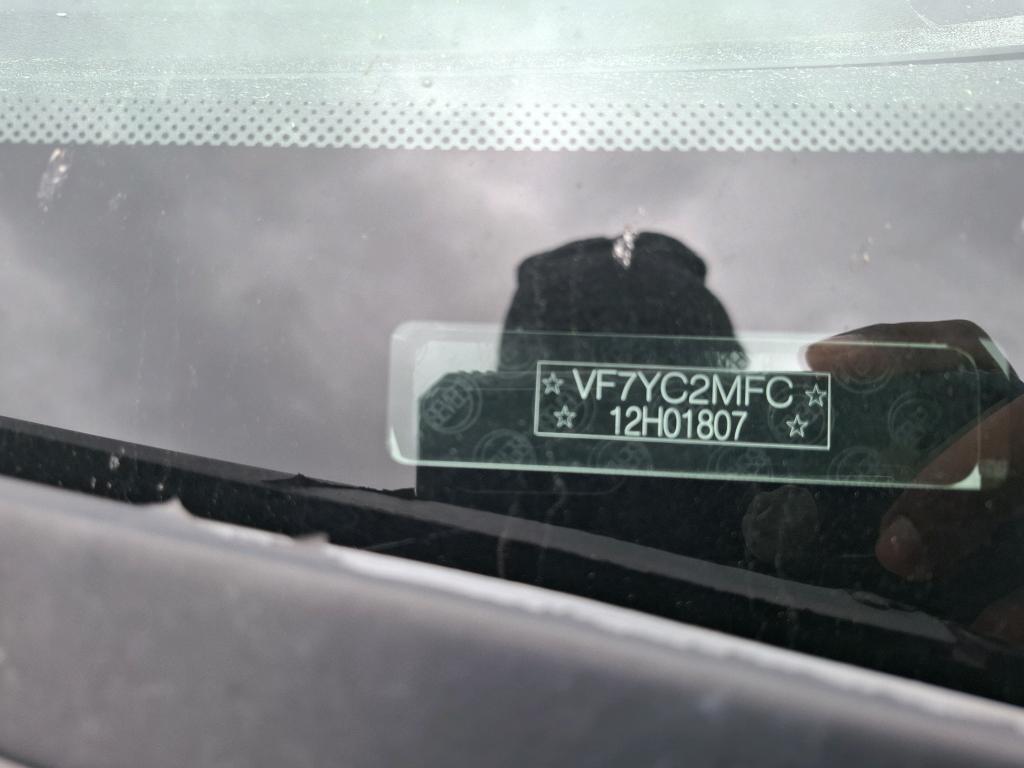 ☆ VF7YC2MFC ☆
☆ 12H01807 ☆